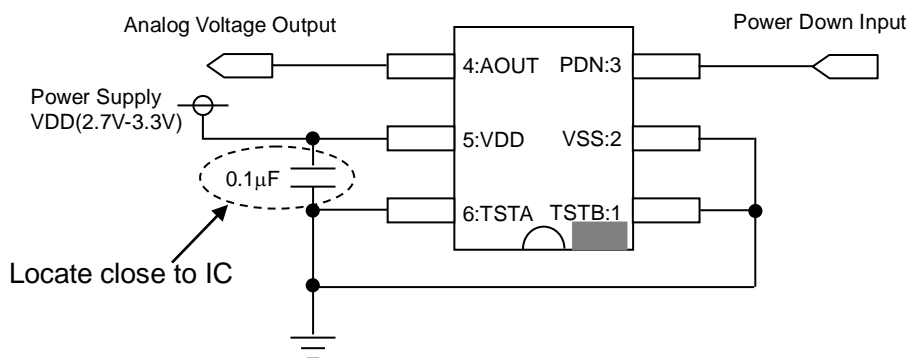 Analog Voltage Output
Power Down Input
4:AOUT
PDN:3
Power Supply
VDD(2.7V-3.3V)
5:VDD
VSS:2
0.1μF
6:TSTA
TSTB:1
Locate close to IC